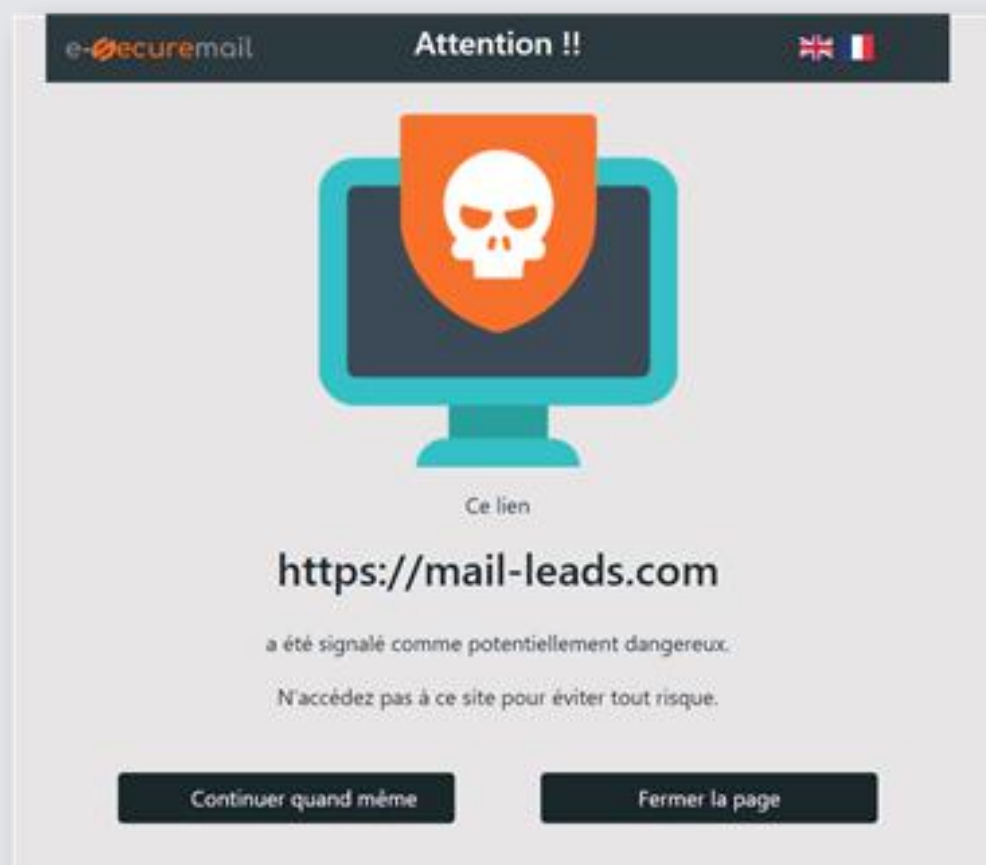 e-securemail
Attention !!
Ce lien
https://mail-leads.com
a été signalé comme potentiellement dangereux.
N'accédez pas à ce site pour éviter tout risque.
Continuer quand même
Fermer la page